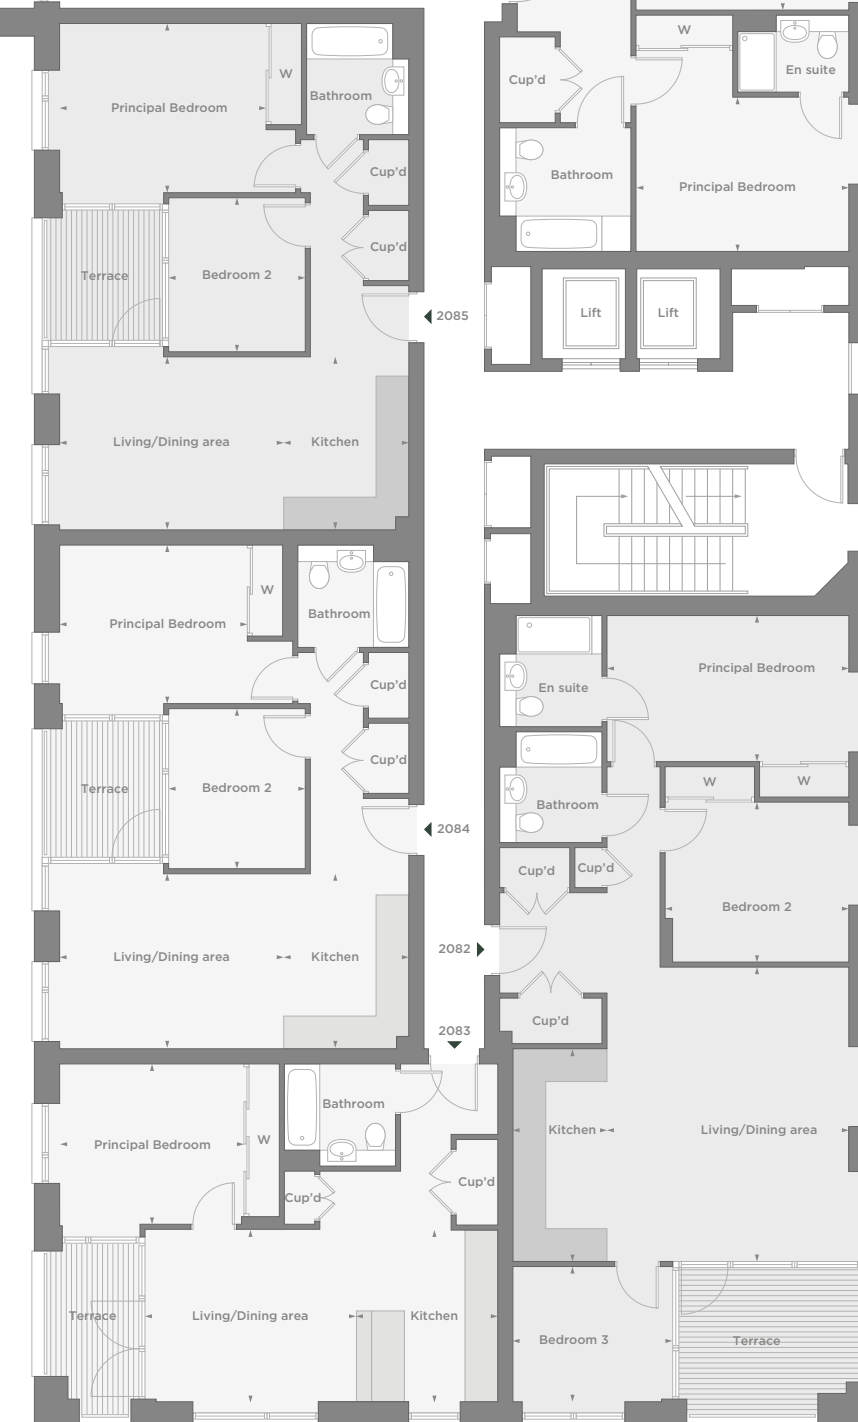 W
Principal Bedroom
Bathroom
Cup'd
Cup'd
Terrace
Bedroom 2
2085
Living/Dining area
Kitchen
W
Cup'd
En suite
Bathroom
Principal Bedroom
Lift
Lift
W
Principal Bedroom
Bathroom
Cup'd
Cup'd
Terrace
Bedroom 2
2084
Living/Dining area
Kitchen
Principal Bedroom
En suite
W
W
Bathroom
Cup'd
Cup'd
Bedroom 2
2082
Cup'd
2083
Kitchen
Living/Dining area
Bedroom 3
Terrace
Principal Bedroom
W
Bathroom
Cup'd
Cup'd
Terrace
Living/Dining area
Kitchen